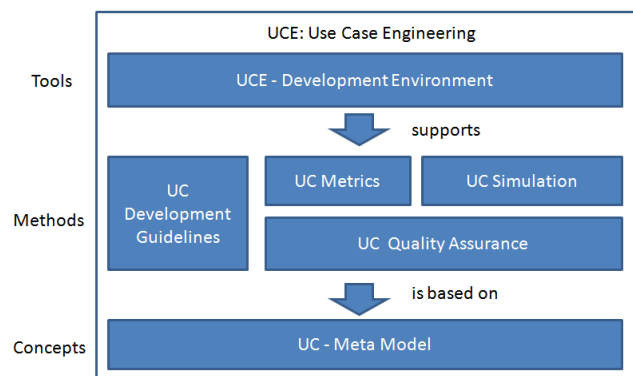 UCE: Use Case Engineering
Tools
UCE - Development Environment
supports
Methods
UC
Development
Guidelines
UC Metrics
UC Simulation
UC Quality Assurance
is based on
Concepts
UC - Meta Model